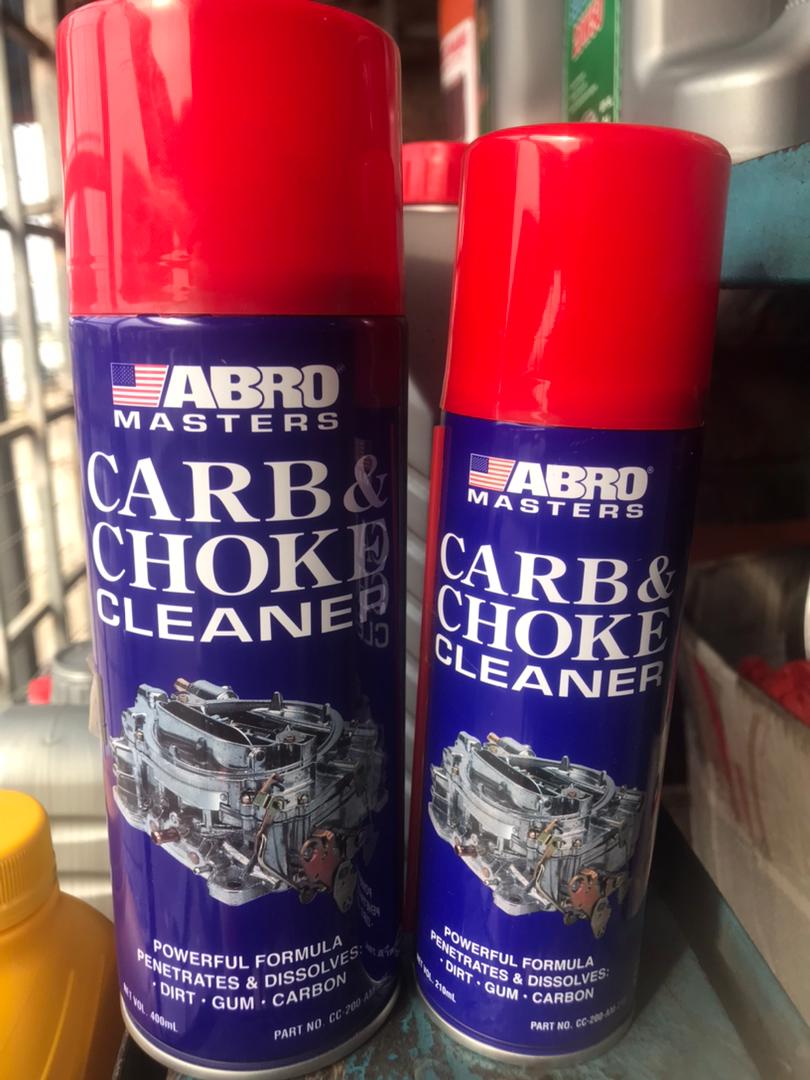 ABRO
MASTERS
CARB &
CHOKE
CLEANER
POWERFUL FORMULA
PENETRATES & DISSOLVES:
· DIRT · GUM · CARBON
NET VOL. 400mL
PART NO. CC-200-AM
ABRO®
MASTERS
CARB &
CHOKE
CLEANER
POWERFUL FORMULA
PENETRATES & DISSOLVES:
· DIRT · GUM · CARBON
NET VOL. 210mL
PART NO. CC-200-AM